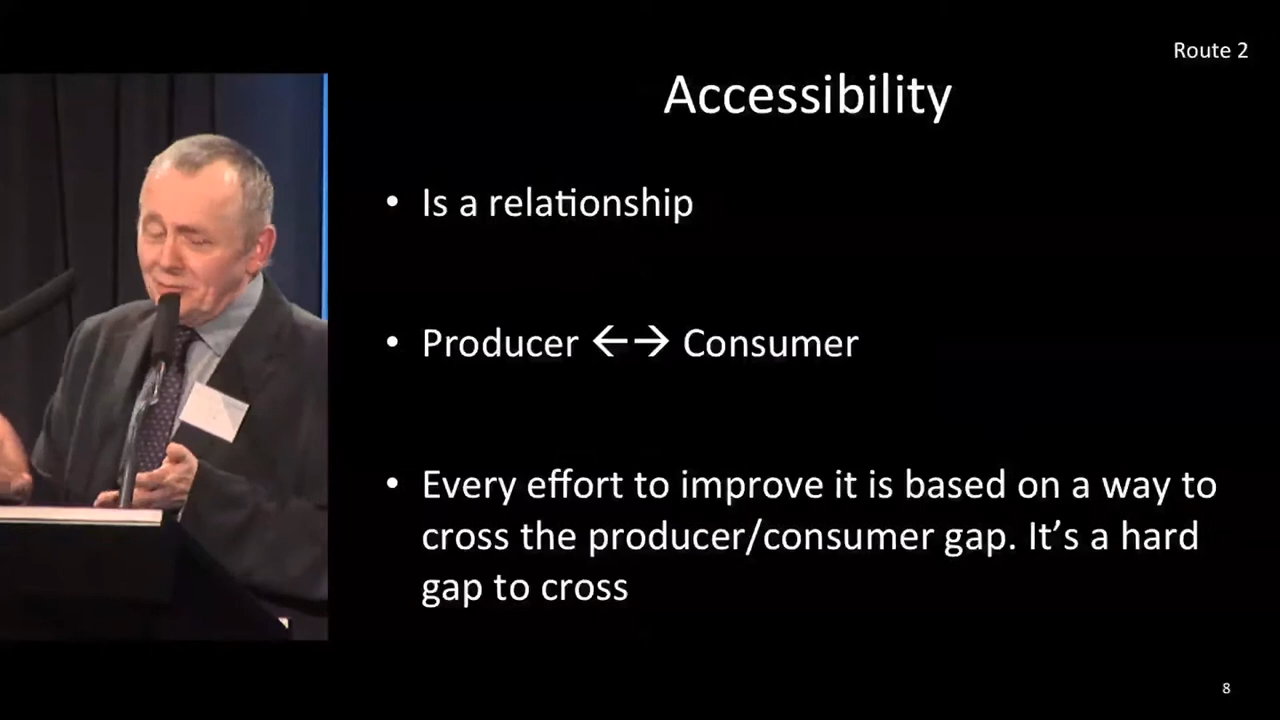 Route 2
Accessibility
• Is a relationship
• Producer ←→ Consumer
• Every effort to improve it is based on a way to
cross the producer/consumer gap. It’s a hard
gap to cross
8